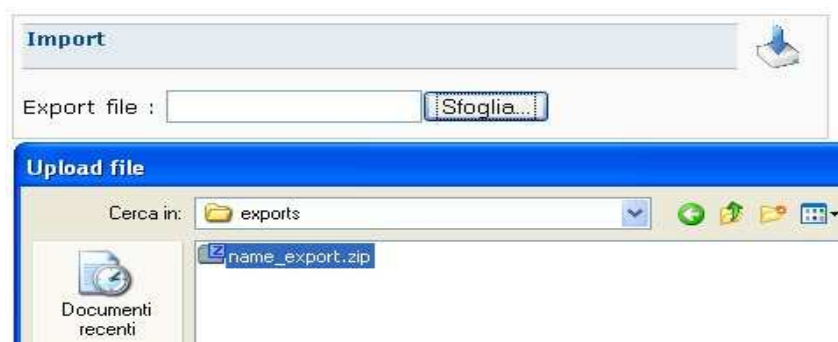 Import
Export file : Sfoglia...
Upload file
Cerca in: exports
name_export.zip
Documenti
recenti